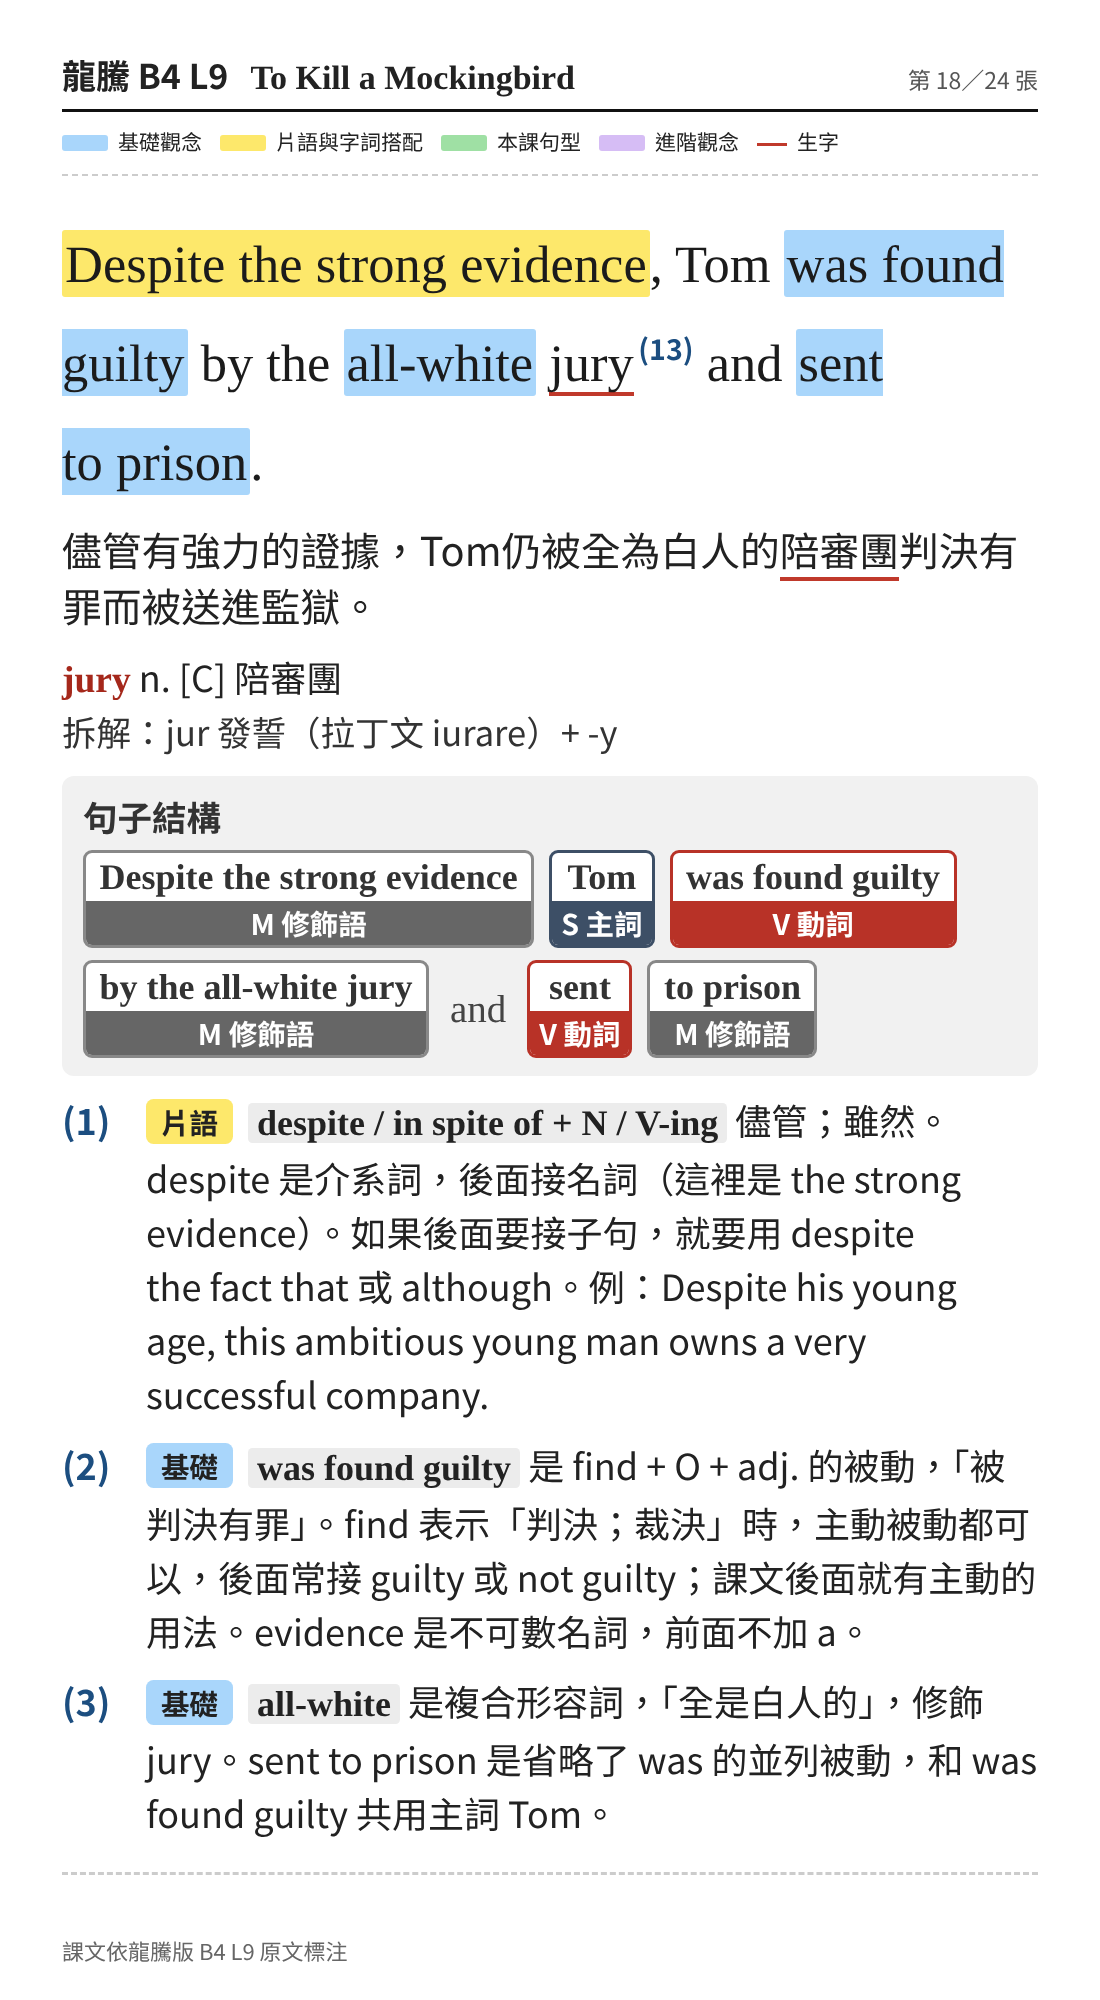 龍騰 B4 L9 To Kill a Mockingbird 第 18／24 張
基礎觀念 片語與字詞搭配 本課句型 進階觀念 生字
Despite the strong evidence, Tom was found
guilty by the all-white jury(13) and sent
to prison.
儘管有強力的證據，Tom仍被全為白人的陪審團判決有
罪而被送進監獄。
jury n. [C] 陪審團
拆解：jur 發誓（拉丁文 iurare）+ -y
句子結構
Despite the strong evidence Tom was found guilty
M 修飾語 S 主詞 V 動詞
by the all-white jury and sent to prison
M 修飾語 V 動詞 M 修飾語
(1) 片語 despite / in spite of + N / V-ing 儘管；雖然。
despite 是介系詞，後面接名詞（這裡是 the strong
evidence）。如果後面要接子句，就要用 despite
the fact that 或 although。例：Despite his young
age, this ambitious young man owns a very
successful company.
(2) 基礎 was found guilty 是 find + O + adj. 的被動，「被
判決有罪」。find 表示「判決；裁決」時，主動被動都可
以，後面常接 guilty 或 not guilty；課文後面就有主動的
用法。evidence 是不可數名詞，前面不加 a。
(3) 基礎 all-white 是複合形容詞，「全是白人的」，修飾
jury。sent to prison 是省略了 was 的並列被動，和 was
found guilty 共用主詞 Tom。
課文依龍騰版 B4 L9 原文標注